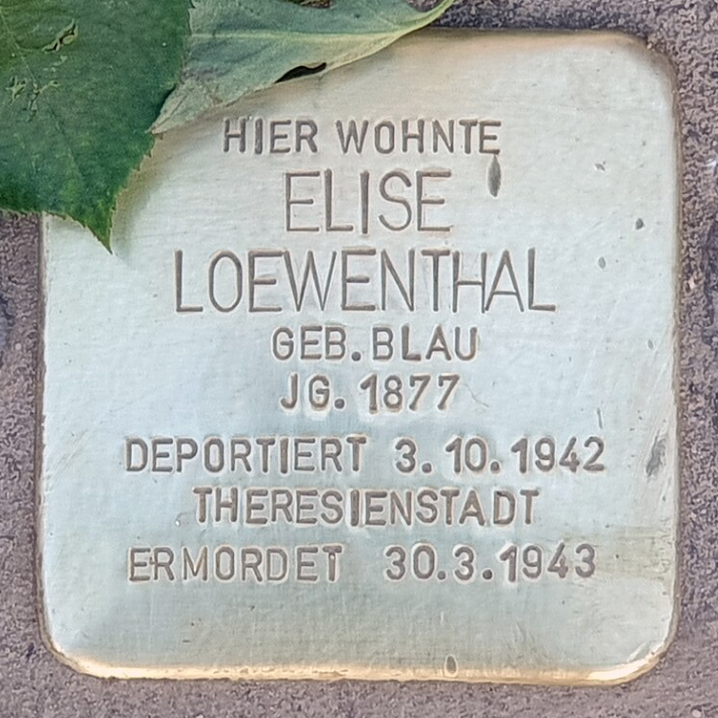 HIER WOHNTE
ELISE
LOEWENTHAL
GEB. BLAU
JG. 1877
DEPORTIERT 3.10.1942
THERESIENSTADT
ERMORDET 30.3.1943